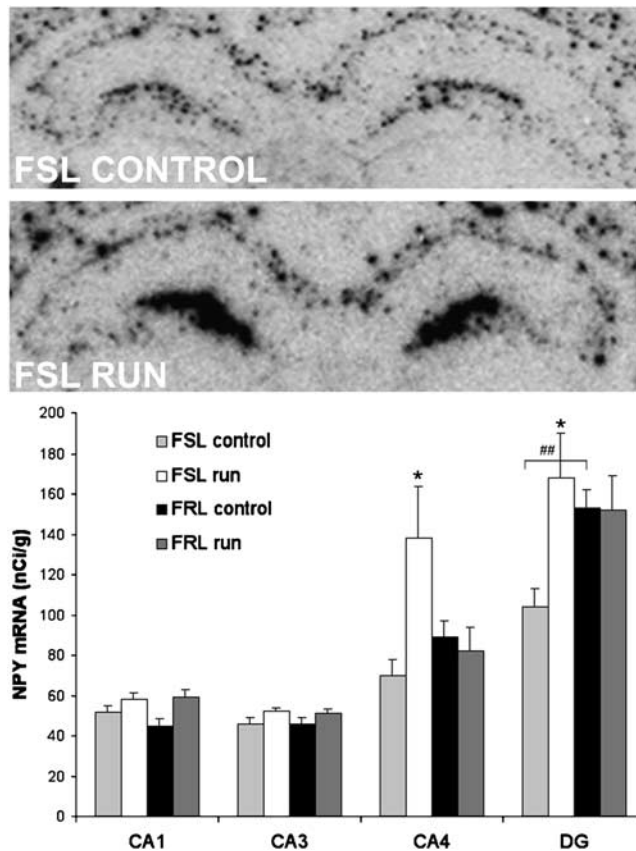 FSL CONTROL
FSL RUN
NPY mRNA (nCi/g)
200
180
160
140
120
100
80
60
40
20
0
FSL control
FSL run
FRL control
FRL run
*
*
##
CA1 CA3 CA4 DG